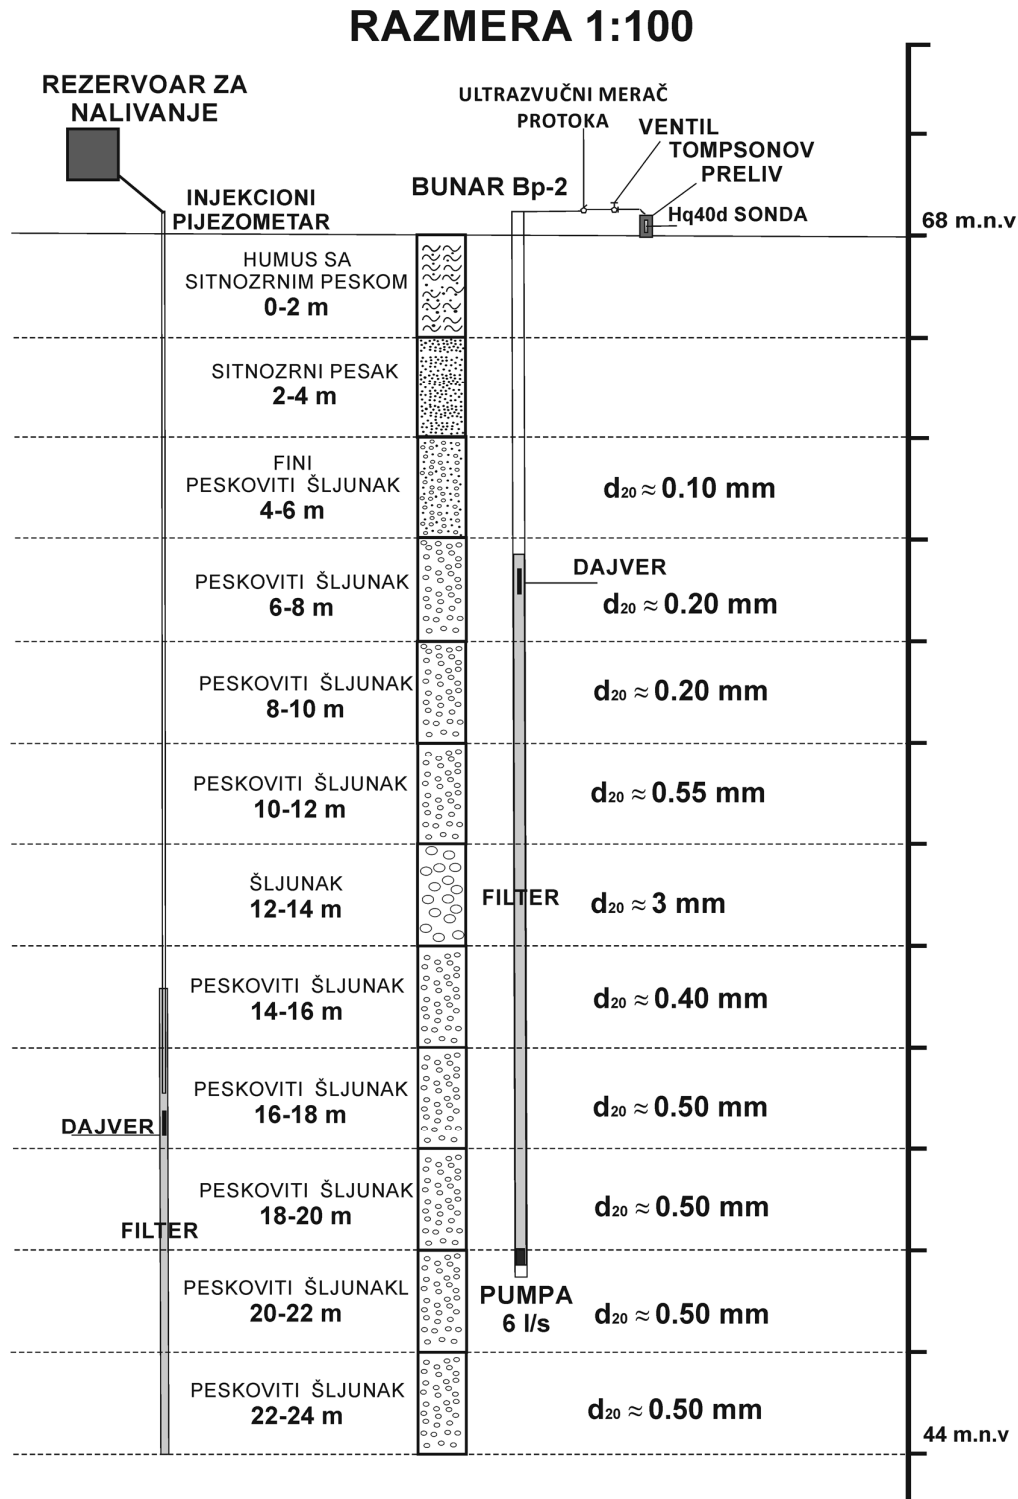 RAZMERA 1:100
REZERVOAR ZA
NALIVANJE
ULTRAZVUČNI MERAČ
PROTOKA
VENTIL
TOMPSONOV
PRELIV
BUNAR Bp-2
INJEKCIONI
PIJEZOMETAR
Hq40d SONDA
68 m.n.v
HUMUS SA
SITNOZRNIM PESKOM
0-2 m
SITNOZRNI PESAK
2-4 m
FINI
PESKOVITI ŠLJUNAK
4-6 m
d20 ≈ 0.10 mm
DAJVER
PESKOVITI ŠLJUNAK
6-8 m
d20 ≈ 0.20 mm
PESKOVITI ŠLJUNAK
8-10 m
d20 ≈ 0.20 mm
PESKOVITI ŠLJUNAK
10-12 m
d20 ≈ 0.55 mm
ŠLJUNAK
12-14 m
FILTER
d20 ≈ 3 mm
PESKOVITI ŠLJUNAK
14-16 m
d20 ≈ 0.40 mm
PESKOVITI ŠLJUNAK
16-18 m
d20 ≈ 0.50 mm
DAJVER
PESKOVITI ŠLJUNAK
18-20 m
d20 ≈ 0.50 mm
FILTER
PESKOVITI ŠLJUNAKL
20-22 m
PUMPA
6 l/s
d20 ≈ 0.50 mm
PESKOVITI ŠLJUNAK
22-24 m
d20 ≈ 0.50 mm
44 m.n.v